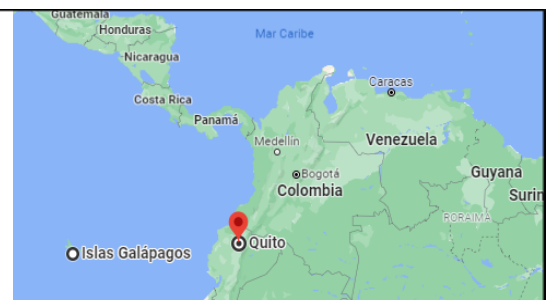 Guatemala
Honduras
Mar Caribe
Nicaragua
Caracas
Costa Rica
Panamá
Medellín
Venezuela
Bogotá
Guyana
Colombia
Surin
RORAIMA
Quito
Islas Galápagos